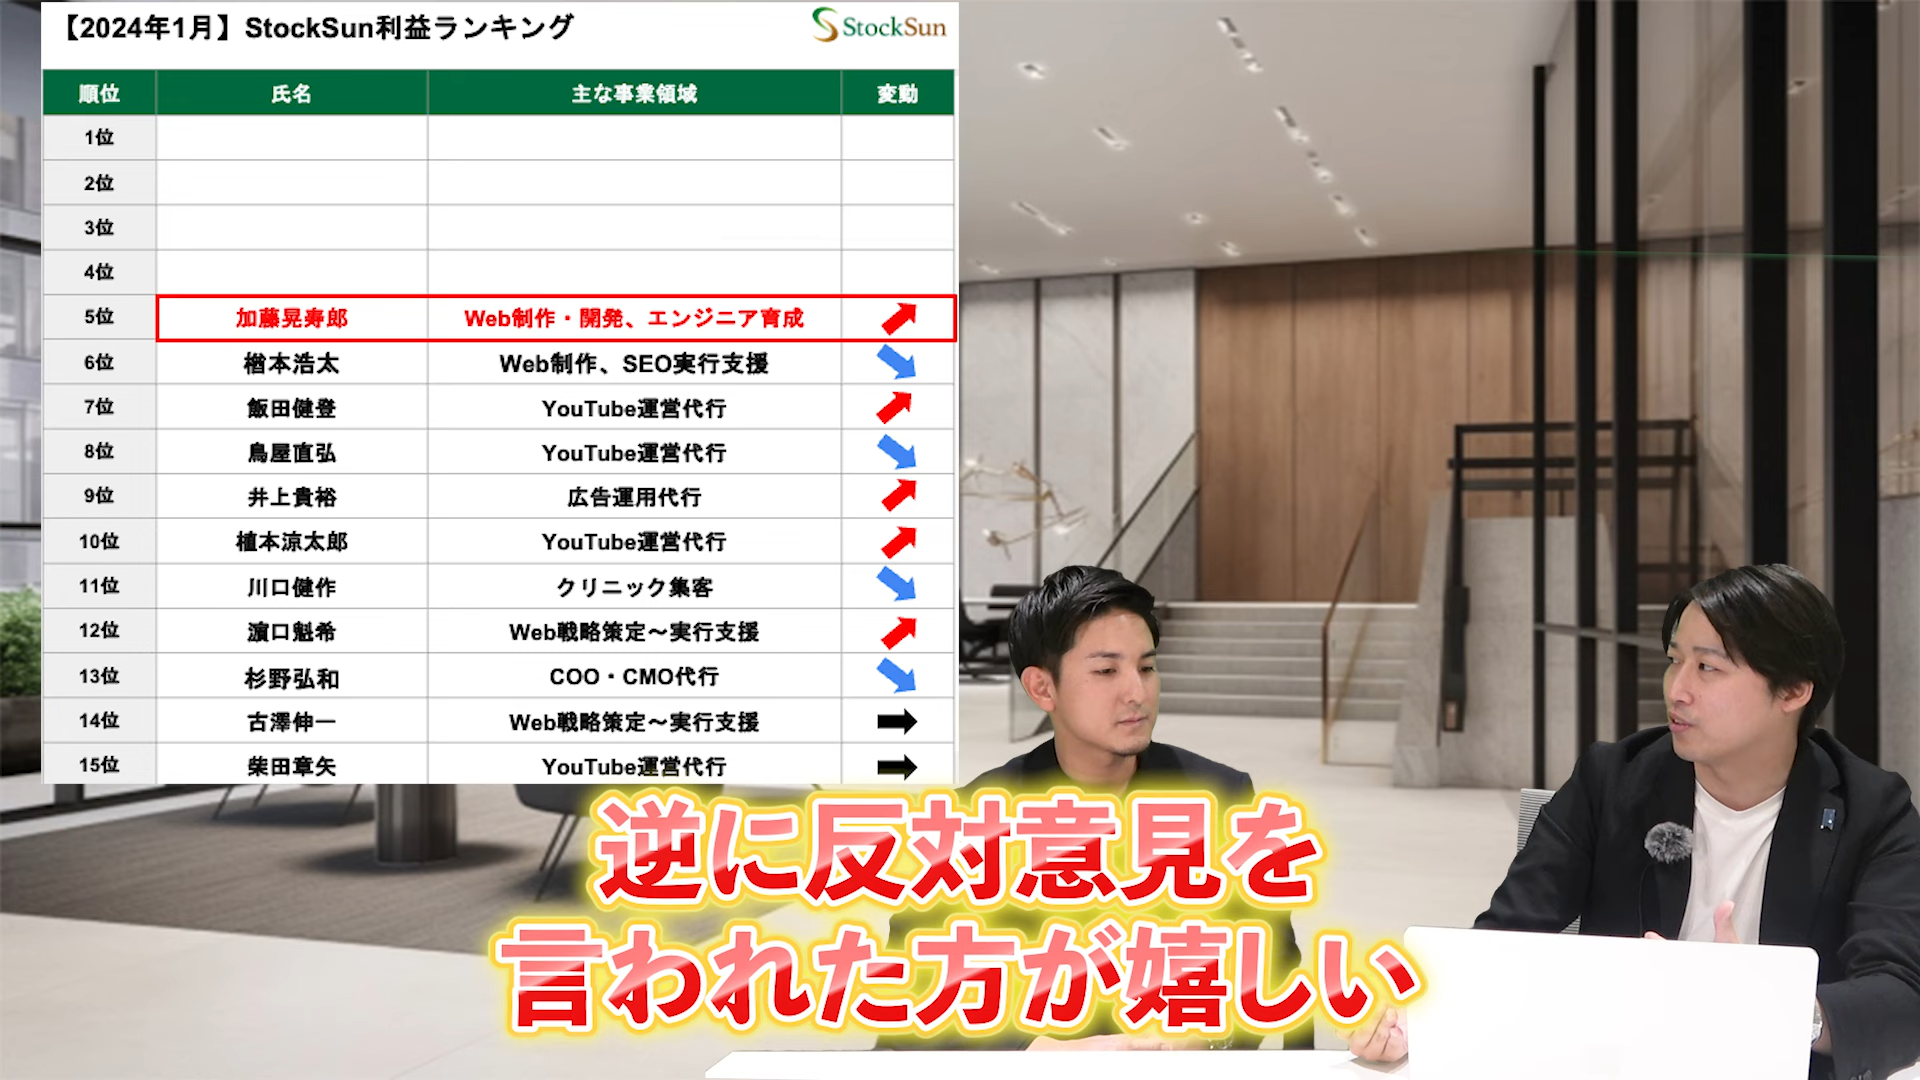 【2024年1月】StockSun利益ランキング
StockSun
順位 氏名 主な事業領域 変動
1位
2位
3位
4位
5位 加藤晃寿郎 Web制作・開発、エンジニア育成
6位 楢本浩太 Web制作、SEO実行支援
7位 飯田健登 YouTube運営代行
8位 鳥屋直弘 YouTube運営代行
9位 井上貴裕 広告運用代行
10位 植本涼太郎 YouTube運営代行
11位 川口健作 クリニック集客
12位 濵口魁希 Web戦略策定〜実行支援
13位 杉野弘和 COO・CMO代行
14位 古澤伸一 Web戦略策定〜実行支援
15位 柴田章矢 YouTube運営代行
逆に反対意見を
言われた方が嬉しい